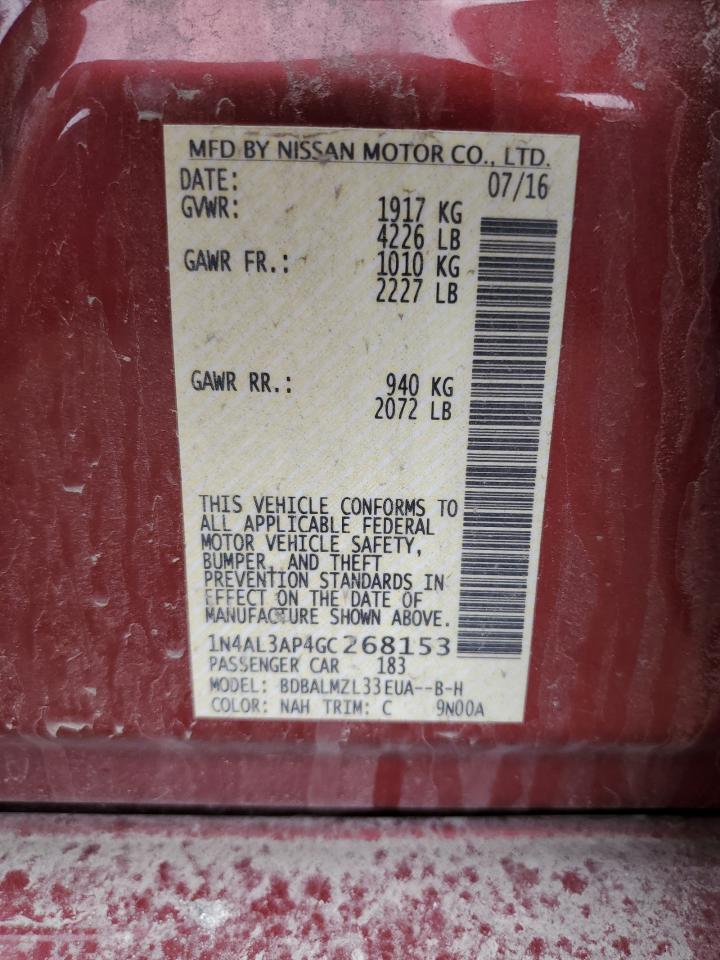 MFD BY NISSAN MOTOR CO., LTD.
DATE: 07/16
GVWR: 1917 KG
4226 LB
GAWR FR.: 1010 KG
2227 LB
GAWR RR.: 940 KG
2072 LB
THIS VEHICLE CONFORMS TO
ALL APPLICABLE FEDERAL
MOTOR VEHICLE SAFETY,
BUMPER, AND THEFT
PREVENTION STANDARDS IN
EFFECT ON THE DATE OF
MANUFACTURE SHOWN ABOVE.
1N4AL3AP4GC268153
PASSENGER CAR 183
MODEL: BDBALMZL33EUA--B-H
COLOR: NAH TRIM: C 9N00A